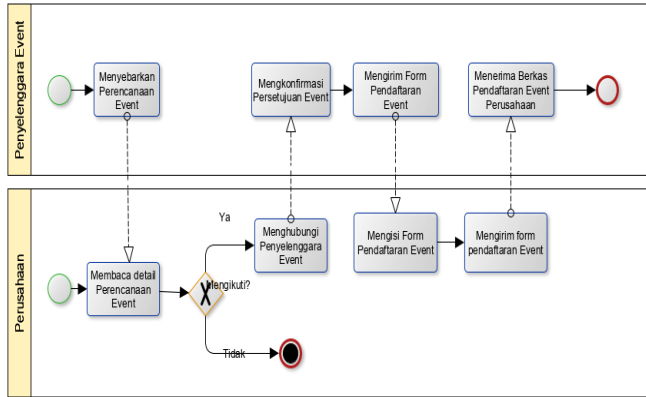 Penyelenggara Event
Menyebarkan
Perencanaan
Event
Mengkonfirmasi
Persetujuan Event
Mengirim Form
Pendaftaran
Event
Menerima Berkas
Pendaftaran Event
Perusahaan
Perusahaan
Membaca detail
Perencanaan
Event
Mengikuti?
Ya
Tidak
Menghubungi
Penyelenggara
Event
Mengisi Form
Pendaftaran Event
Mengirim form
pendaftaran Event